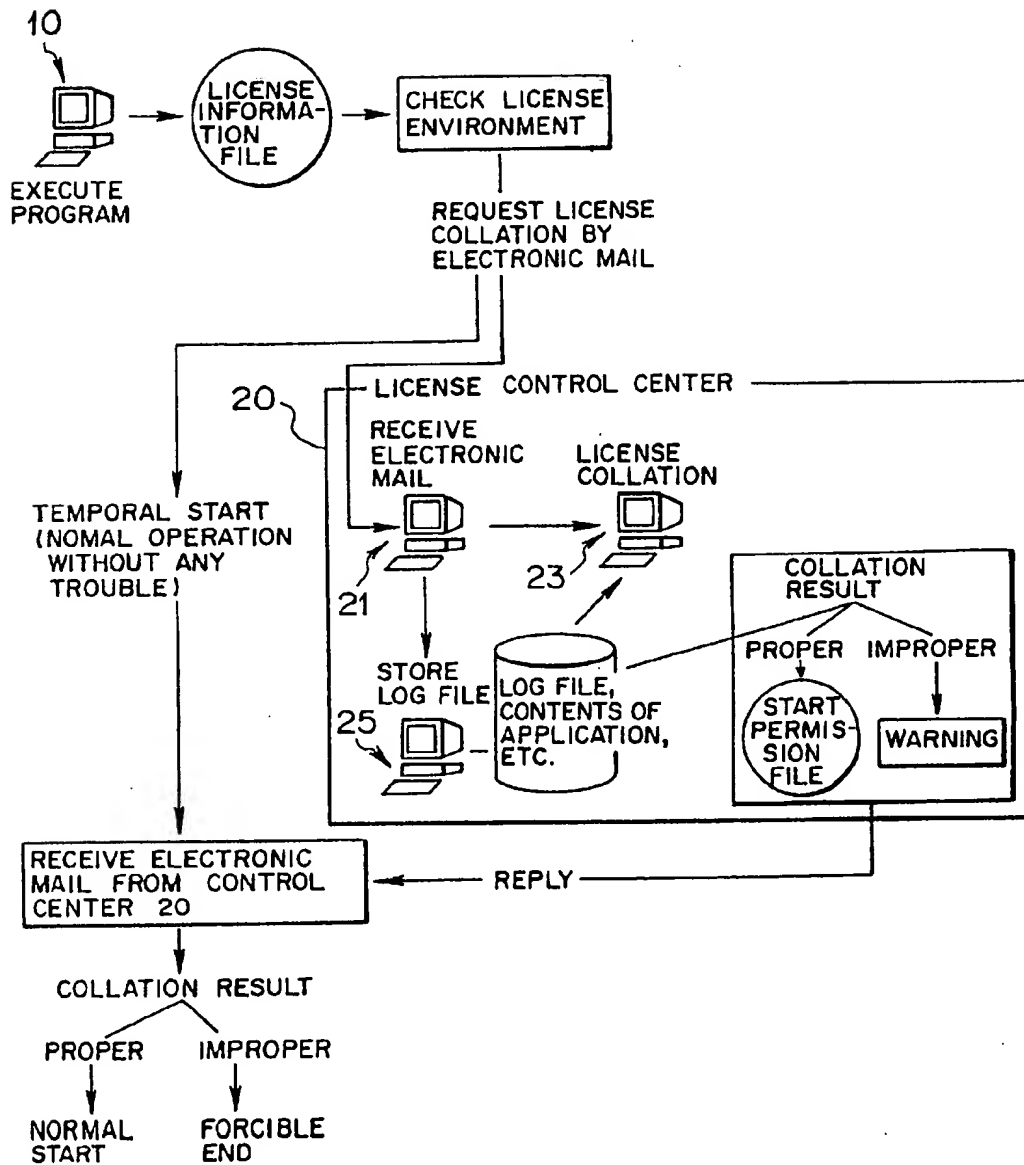 10
LICENSE
INFORMA-
TION
FILE
CHECK LICENSE
ENVIRONMENT
EXECUTE
PROGRAM
REQUEST LICENSE
COLLATION BY
ELECTRONIC MAIL
20
LICENSE CONTROL CENTER
RECEIVE
ELECTRONIC
MAIL
LICENSE
COLLATION
21
23
TEMPORAL START
(NOMAL OPERATION
WITHOUT ANY
TROUBLE)
STORE
LOG FILE
25
LOG FILE,
CONTENTS OF
APPLICATION,
ETC.
COLLATION
RESULT
PROPER
IMPROPER
START
PERMIS-
SION
FILE
WARNING
RECEIVE ELECTRONIC
MAIL FROM CONTROL
CENTER 20
REPLY
COLLATION RESULT
PROPER
IMPROPER
NORMAL
START
FORCIBLE
END